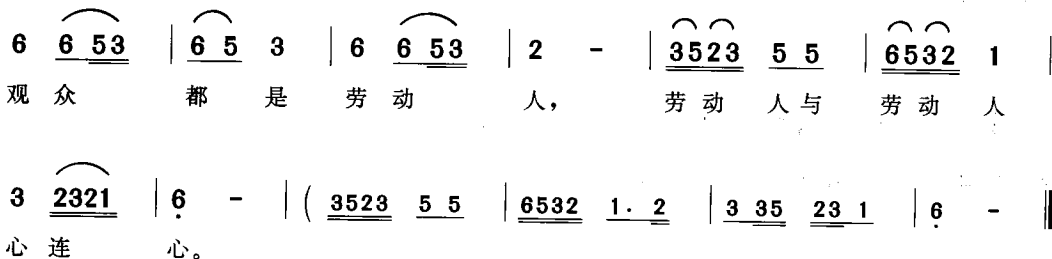 6 6 53 | 6 5 3 | 6 6 53 | 2 - | 3523 5 5 | 6532 1 |
观 众 都 是 劳 动 人， 劳 动 人 与 劳 动 人
3 2321 | 6̣ - | ( 3523 5 5 | 6532 1. 2 | 3 35 23 1 | 6̣ - ‖
心 连 心。